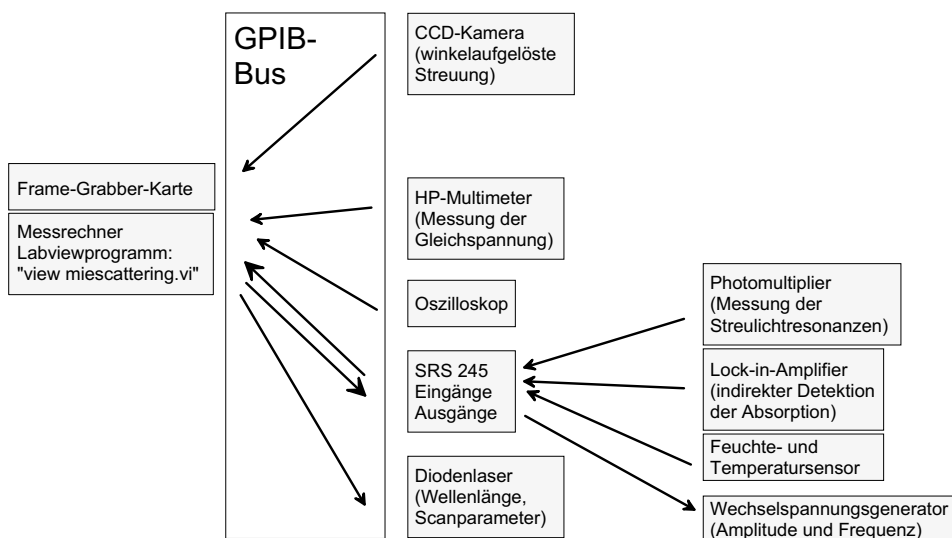 GPIB-
Bus
CCD-Kamera
(winkelaufgelöste
Streuung)
Frame-Grabber-Karte
Messrechner
Labviewprogramm:
"view miescattering.vi"
HP-Multimeter
(Messung der
Gleichspannung)
Oszilloskop
SRS 245
Eingänge
Ausgänge
Diodenlaser
(Wellenlänge,
Scanparameter)
Photomultiplier
(Messung der
Streulichtresonanzen)
Lock-in-Amplifier
(indirekter Detektion
der Absorption)
Feuchte- und
Temperatursensor
Wechselspannungsgenerator
(Amplitude und Frequenz)